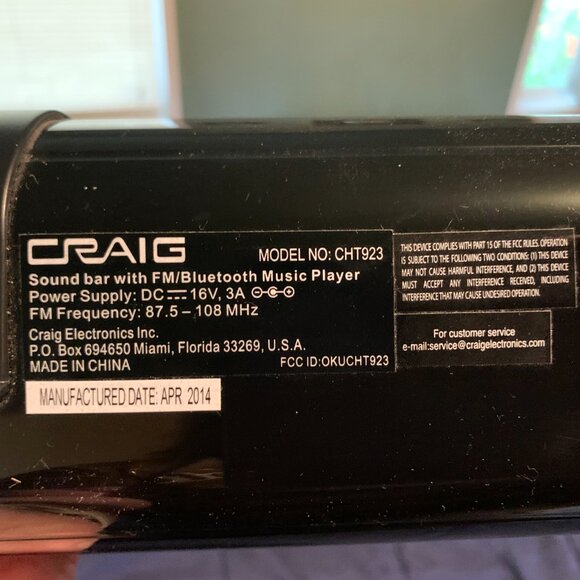 CRAIG
MODEL NO: CHT923
Sound bar with FM/Bluetooth Music Player
Power Supply: DC⎓16V, 3A
FM Frequency: 87.5 – 108 MHz
Craig Electronics Inc.
P.O. Box 694650 Miami, Florida 33269, U.S.A.
MADE IN CHINA
FCC ID:OKUCHT923
MANUFACTURED DATE: APR 2014
THIS DEVICE COMPLIES WITH PART 15 OF THE FCC RULES. OPERATION
IS SUBJECT TO THE FOLLOWING TWO CONDITIONS: (1) THIS DEVICE
MAY NOT CAUSE HARMFUL INTERFERENCE, AND (2) THIS DEVICE
MUST ACCEPT ANY INTERFERENCE RECEIVED, INCLUDING
INTERFERENCE THAT MAY CAUSE UNDESIRED OPERATION.
For customer service
e-mail:service@craigelectronics.com